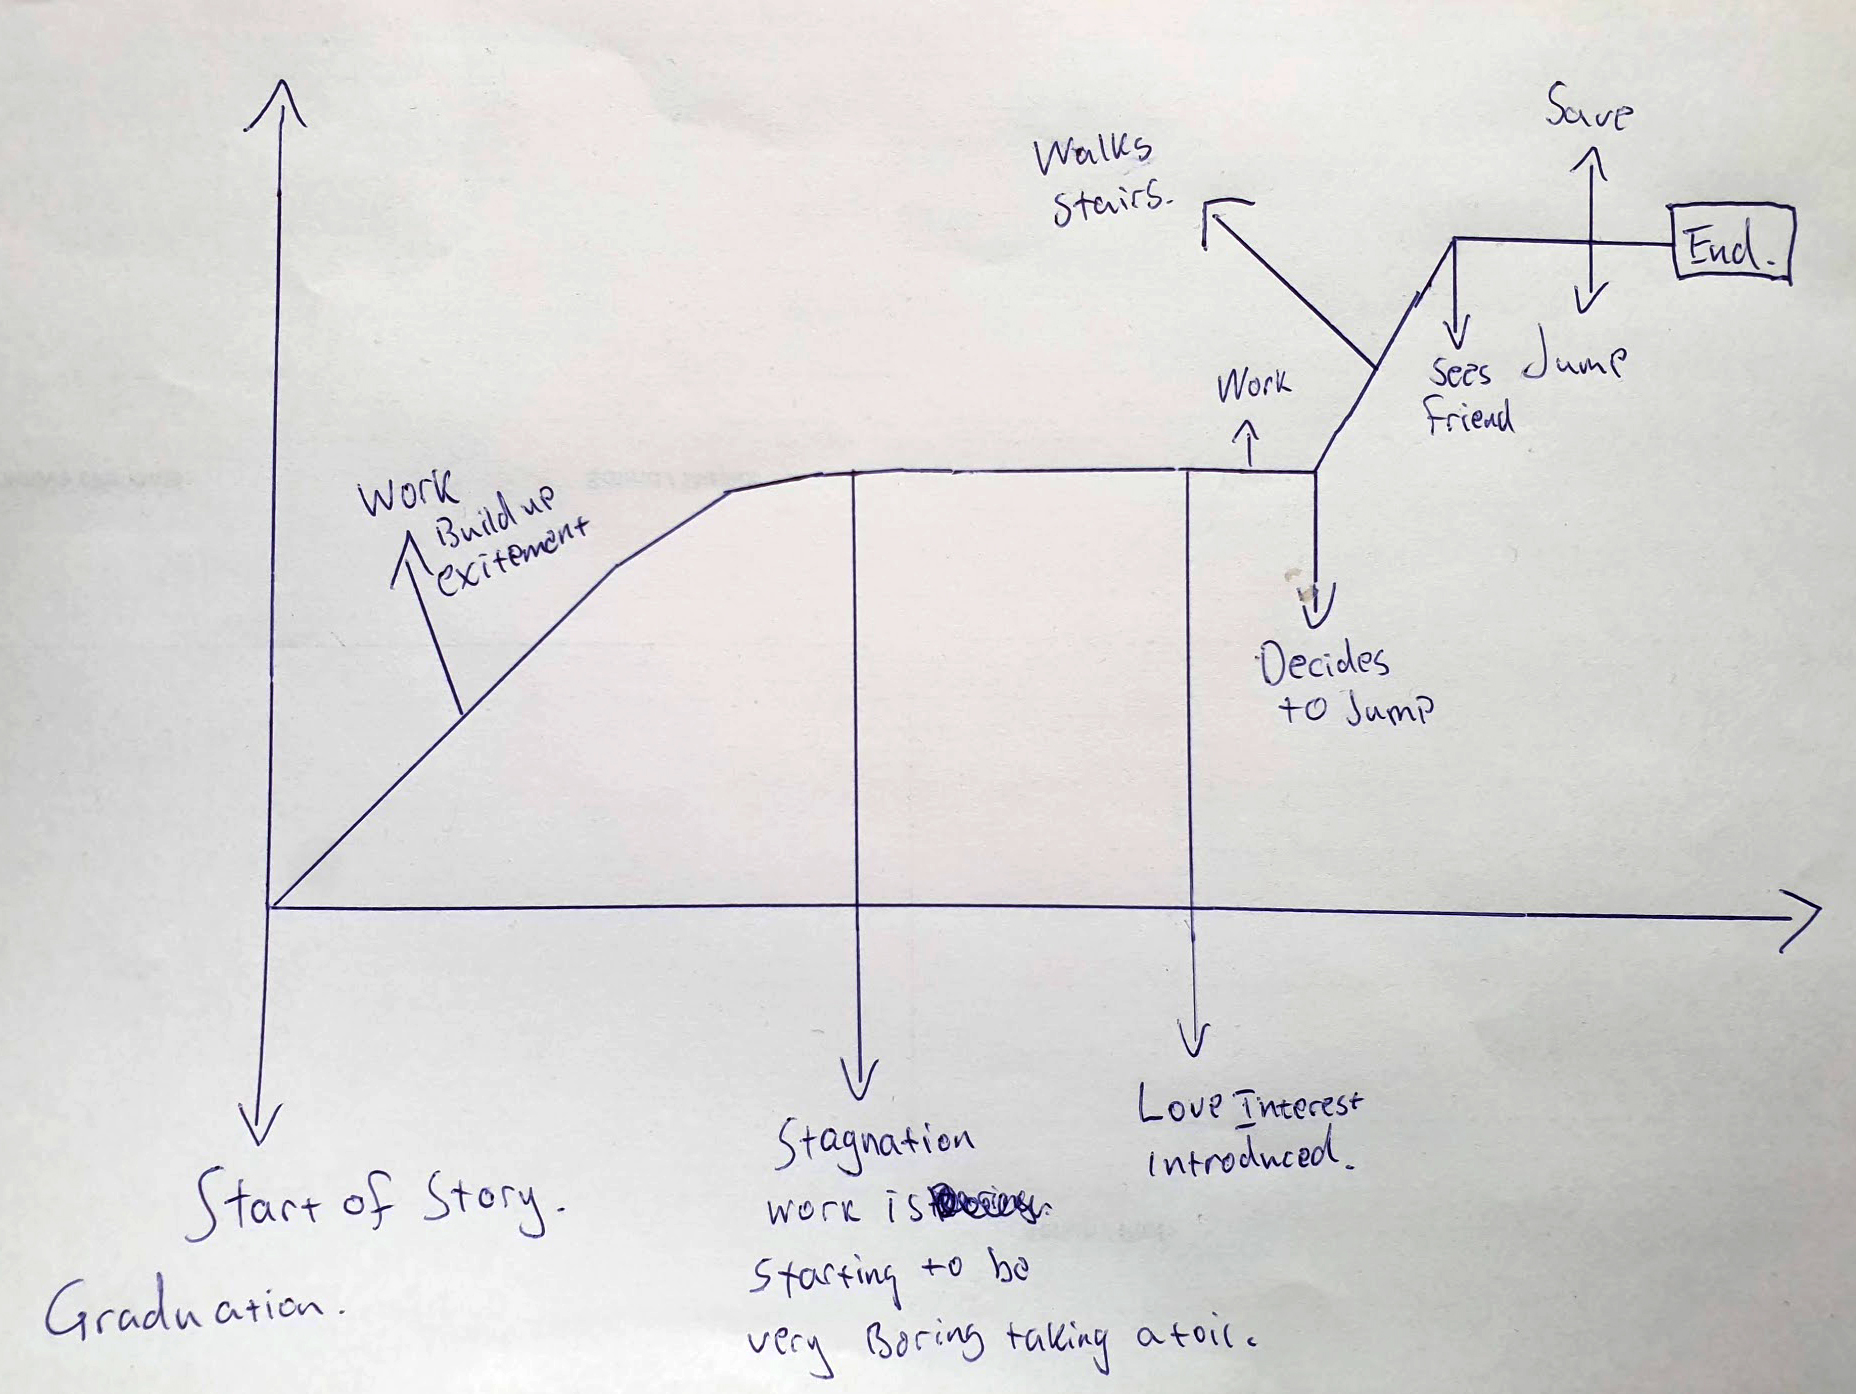 Save
Walks
Stairs.
End.
Work
sees
friend
Jump
Work
Build up
exitement
Decides
to Jump
Love Interest
introduced.
Stagnation
work is
starting to be
very Boring taking a toil.
Start of Story.
Graduation.